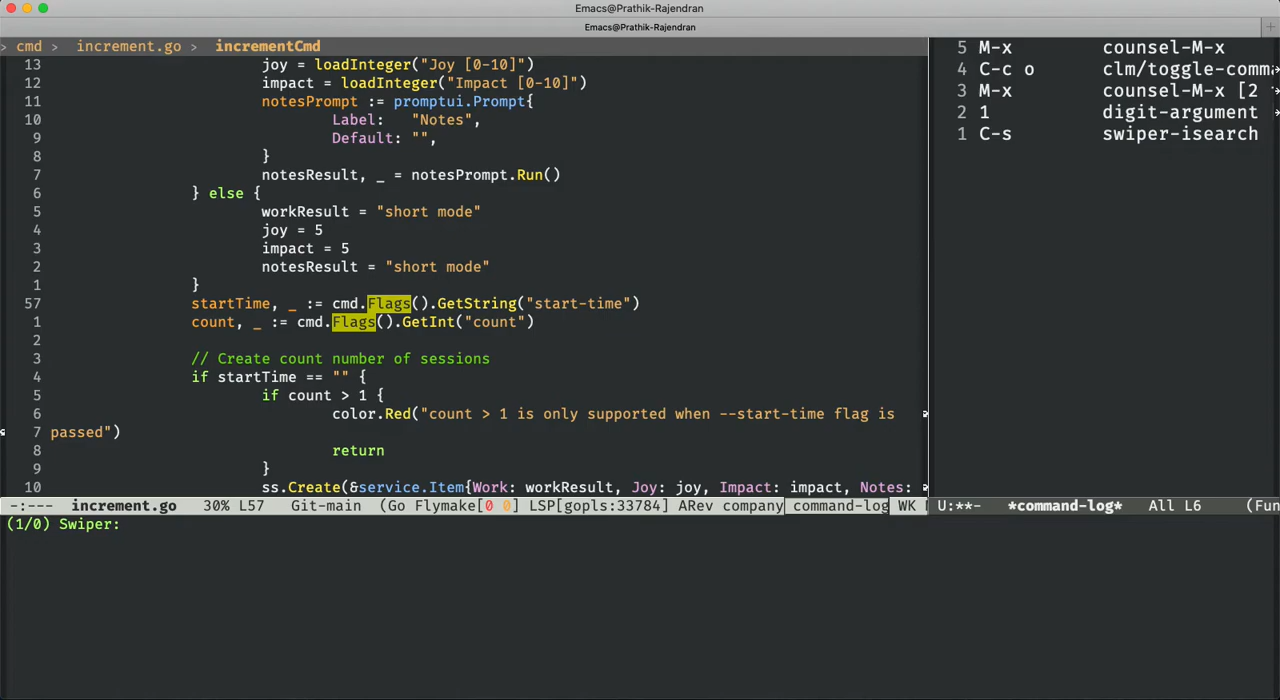 Emacs@Prathik-Rajendran
Emacs@Prathik-Rajendran
> cmd > increment.go > incrementCmd
13 joy = loadInteger("Joy [0-10]")
12 impact = loadInteger("Impact [0-10]")
11 notesPrompt := promptui.Prompt{
10 Label: "Notes",
9 Default: "",
8 }
7 notesResult, _ = notesPrompt.Run()
6 } else {
5 workResult = "short mode"
4 joy = 5
3 impact = 5
2 notesResult = "short mode"
1 }
57 startTime, _ := cmd.Flags().GetString("start-time")
1 count, _ := cmd.Flags().GetInt("count")
2
3 // Create count number of sessions
4 if startTime == "" {
5 if count > 1 {
6 color.Red("count > 1 is only supported when --start-time flag is
7 passed")
8 return
9 }
10 ss.Create(&service.Item{Work: workResult, Joy: joy, Impact: impact, Notes:
-:--- increment.go 30% L57 Git-main (Go Flymake[0 0] LSP[gopls:33784] ARev company command-log WK
(1/0) Swiper:
5 M-x counsel-M-x
4 C-c o clm/toggle-comma
3 M-x counsel-M-x [2
2 1 digit-argument
1 C-s swiper-isearch
U:**- *command-log* All L6 (Fun